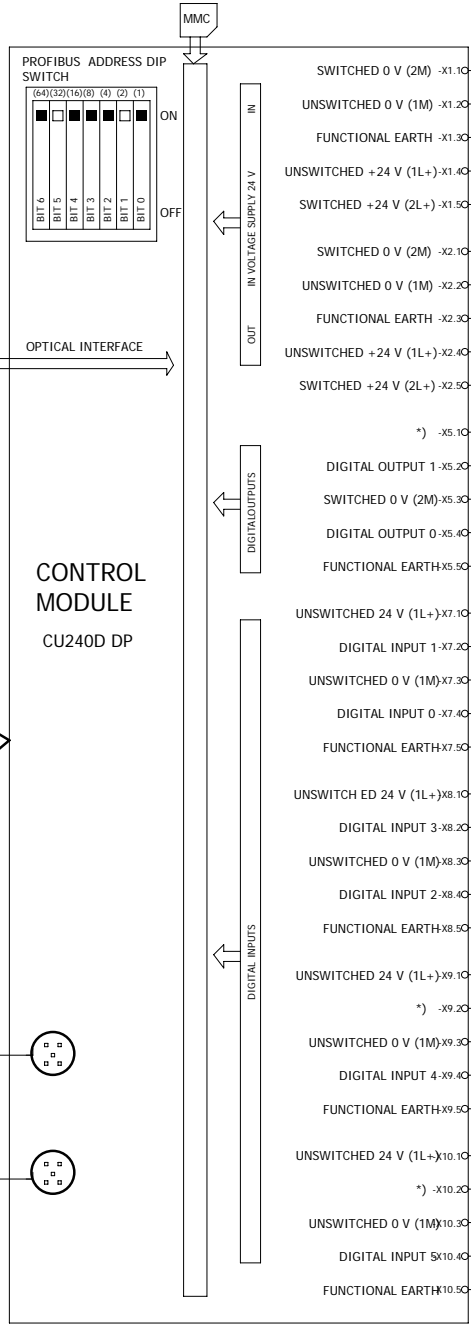 MMC
PROFIBUS ADDRESS DIP
SWITCH
(64)(32)(16)(8) (4) (2) (1)
ON
BIT 6
BIT 5
BIT 4
BIT 3
BIT 2
BIT 1
BIT 0
OFF
OPTICAL INTERFACE
CONTROL
MODULE
CU240D DP
IN
IN VOLTAGE SUPPLY 24 V
OUT
DIGITALOUTPUTS
DIGITAL INPUTS
SWITCHED 0 V (2M) -X1.1
UNSWITCHED 0 V (1M) -X1.2
FUNCTIONAL EARTH -X1.3
UNSWITCHED +24 V (1L+) -X1.4
SWITCHED +24 V (2L+) -X1.5
SWITCHED 0 V (2M) -X2.1
UNSWITCHED 0 V (1M) -X2.2
FUNCTIONAL EARTH -X2.3
UNSWITCHED +24 V (1L+) -X2.4
SWITCHED +24 V (2L+) -X2.5
*) -X5.1
DIGITAL OUTPUT 1 -X5.2
SWITCHED 0 V (2M) -X5.3
DIGITAL OUTPUT 0 -X5.4
FUNCTIONAL EARTH -X5.5
UNSWITCHED 24 V (1L+) -X7.1
DIGITAL INPUT 1 -X7.2
UNSWITCHED 0 V (1M) -X7.3
DIGITAL INPUT 0 -X7.4
FUNCTIONAL EARTH -X7.5
UNSWITCH ED 24 V (1L+) -X8.1
DIGITAL INPUT 3 -X8.2
UNSWITCHED 0 V (1M) -X8.3
DIGITAL INPUT 2 -X8.4
FUNCTIONAL EARTH -X8.5
UNSWITCHED 24 V (1L+) -X9.1
*) -X9.2
UNSWITCHED 0 V (1M) -X9.3
DIGITAL INPUT 4 -X9.4
FUNCTIONAL EARTH -X9.5
UNSWITCHED 24 V (1L+) -X10.1
*) -X10.2
UNSWITCHED 0 V (1M) -X10.3
DIGITAL INPUT 5 -X10.4
FUNCTIONAL EARTH -X10.5